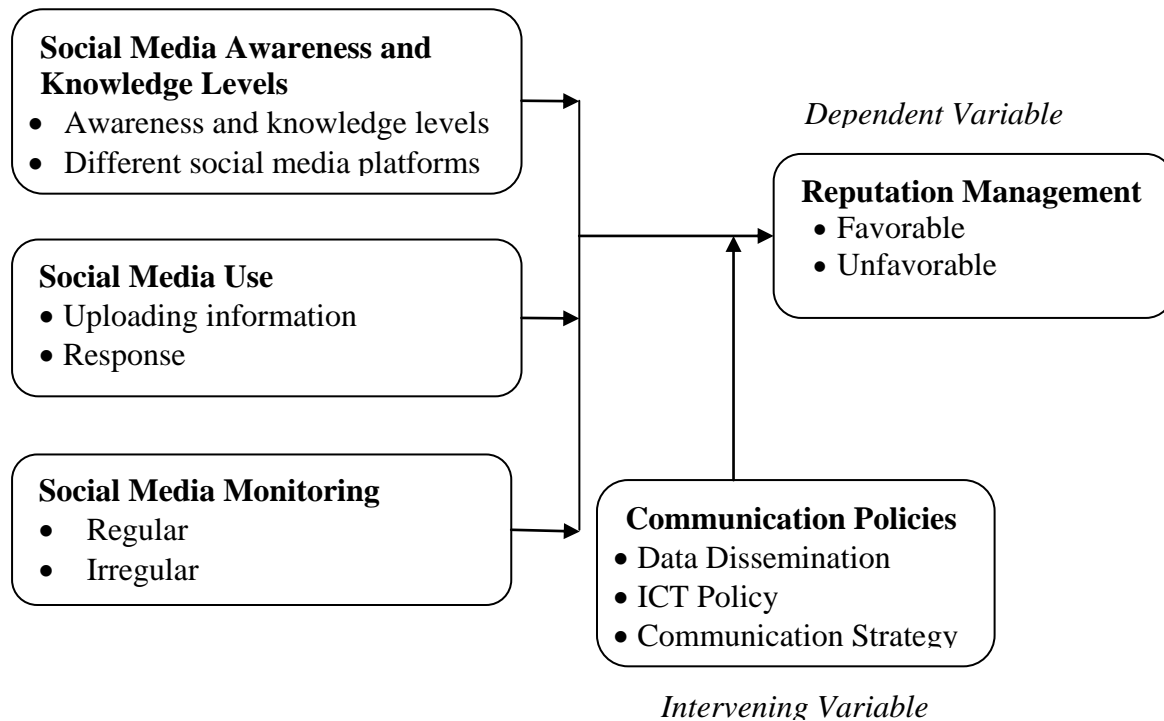 Social Media Awareness and
Knowledge Levels
• Awareness and knowledge levels
• Different social media platforms
Social Media Use
• Uploading information
• Response
Social Media Monitoring
• Regular
• Irregular
Dependent Variable
Reputation Management
• Favorable
• Unfavorable
Communication Policies
• Data Dissemination
• ICT Policy
• Communication Strategy
Intervening Variable